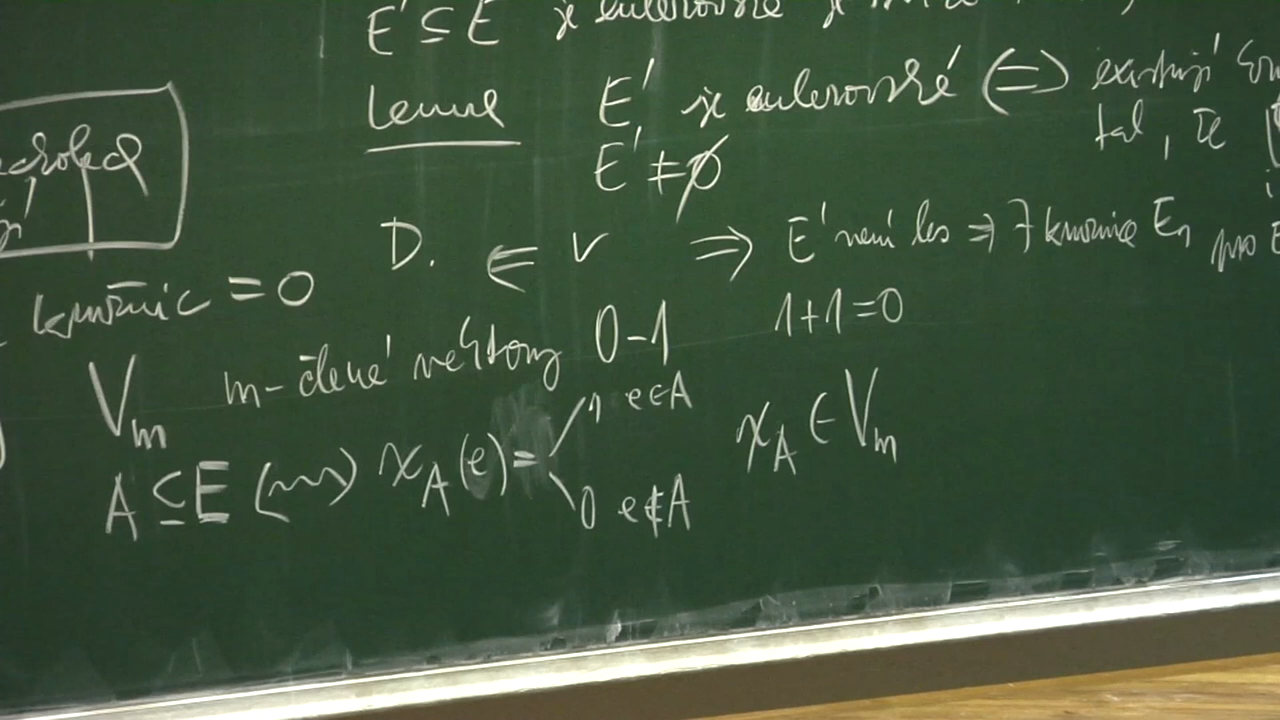 E' ⊆ E je eulerovské je
Lemma E' je eulerovské ⟺ existují
tak, že
E' ≠ ∅
D. ⇐ √ ⇒ E' není les ⇒ ∃ kružnice E₁ pro E
kružnic = 0
V_m m-členné vektory 0-1 1+1=0
A ⊆ E χ_A(e) = 1 e∈A
0 e∉A
χ_A ∈ V_m